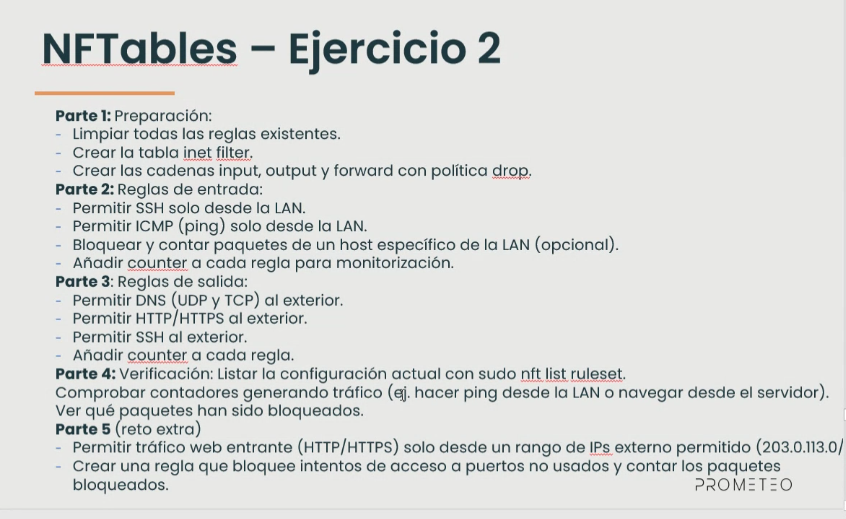 NFTables – Ejercicio 2
Parte 1: Preparación:
- Limpiar todas las reglas existentes.
- Crear la tabla inet filter.
- Crear las cadenas input, output y forward con política drop.
Parte 2: Reglas de entrada:
- Permitir SSH solo desde la LAN.
- Permitir ICMP (ping) solo desde la LAN.
- Bloquear y contar paquetes de un host específico de la LAN (opcional).
- Añadir counter a cada regla para monitorización.
Parte 3: Reglas de salida:
- Permitir DNS (UDP y TCP) al exterior.
- Permitir HTTP/HTTPS al exterior.
- Permitir SSH al exterior.
- Añadir counter a cada regla.
Parte 4: Verificación: Listar la configuración actual con sudo nft list ruleset.
Comprobar contadores generando tráfico (ej. hacer ping desde la LAN o navegar desde el servidor).
Ver qué paquetes han sido bloqueados.
Parte 5 (reto extra)
- Permitir tráfico web entrante (HTTP/HTTPS) solo desde un rango de IPs externo permitido (203.0.113.0/
- Crear una regla que bloquee intentos de acceso a puertos no usados y contar los paquetes
bloqueados.
PROMETEO